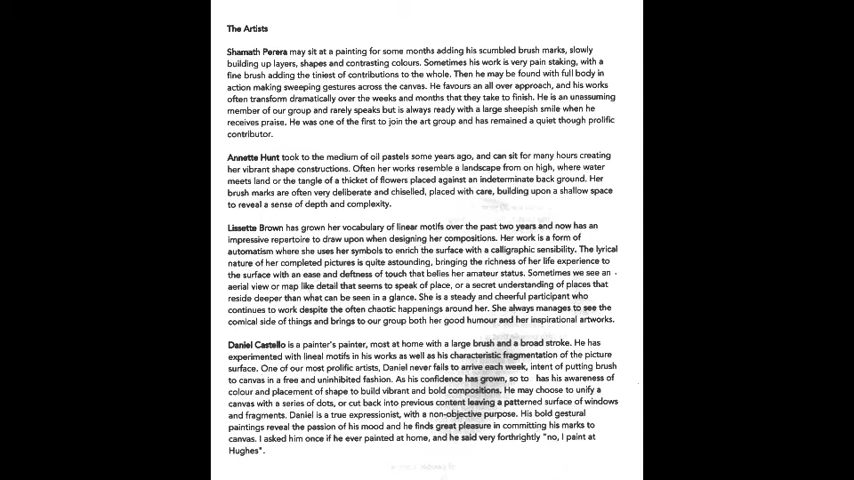 The Artists
Shamath Perera may sit at a painting for some months adding his scumbled brush marks, slowly
building up layers, shapes and contrasting colours. Sometimes his work is very pain staking, with a
fine brush adding the tiniest of contributions to the whole. Then he may be found with full body in
action making sweeping gestures across the canvas. He favours an all over approach, and his works
often transform dramatically over the weeks and months that they take to finish. He is an unassuming
member of our group and rarely speaks but is always ready with a large sheepish smile when he
receives praise. He was one of the first to join the art group and has remained a quiet though prolific
contributor.
Annette Hunt took to the medium of oil pastels some years ago, and can sit for many hours creating
her vibrant shape constructions. Often her works resemble a landscape from on high, where water
meets land or the tangle of a thicket of flowers placed against an indeterminate back ground. Her
brush marks are often very deliberate and chiselled, placed with care, building upon a shallow space
to reveal a sense of depth and complexity.
Lissette Brown has grown her vocabulary of linear motifs over the past two years and now has an
impressive repertoire to draw upon when designing her compositions. Her work is a form of
automatism where she uses her symbols to enrich the surface with a calligraphic sensibility. The lyrical
nature of her completed pictures is quite astounding, bringing the richness of her life experience to
the surface with an ease and deftness of touch that belies her amateur status. Sometimes we see an
aerial view or map like detail that seems to speak of place, or a secret understanding of places that
reside deeper than what can be seen in a glance. She is a steady and cheerful participant who
continues to work despite the often chaotic happenings around her. She always manages to see the
comical side of things and brings to our group both her good humour and her inspirational artworks.
Daniel Castello is a painter's painter, most at home with a large brush and a broad stroke. He has
experimented with lineal motifs in his works as well as his characteristic fragmentation of the picture
surface. One of our most prolific artists, Daniel never fails to arrive each week, intent of putting brush
to canvas in a free and uninhibited fashion. As his confidence has grown, so to has his awareness of
colour and placement of shape to build vibrant and bold compositions. He may choose to unify a
canvas with a series of dots, or cut back into previous content leaving a patterned surface of windows
and fragments. Daniel is a true expressionist, with a non-objective purpose. His bold gestural
paintings reveal the passion of his mood and he finds great pleasure in committing his marks to
canvas. I asked him once if he ever painted at home, and he said very forthrightly "no, I paint at
Hughes".